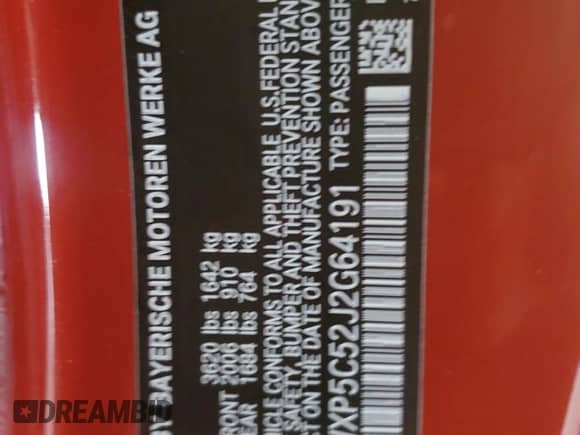 BAYERISCHE MOTOREN WERKE AG
3620 lbs 1642 kg
FRONT 2006 lbs 910 kg
REAR 1684 lbs 764 kg
CONFORMS TO ALL APPLICABLE U.S. FEDERAL
SAFETY, BUMPER AND THEFT PREVENTION STAN
DATE OF MANUFACTURE SHOWN ABOVE
XP5C52J2G64191 TYPE: PASSENGER
DREAMBID